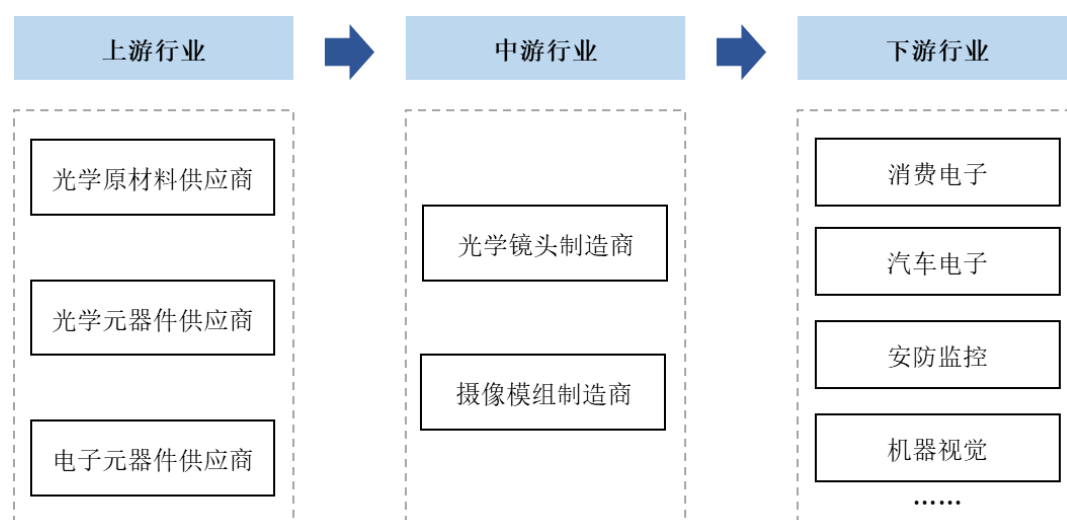 上游行业
中游行业
下游行业
光学原材料供应商
光学元器件供应商
电子元器件供应商
光学镜头制造商
摄像模组制造商
消费电子
汽车电子
安防监控
机器视觉
……